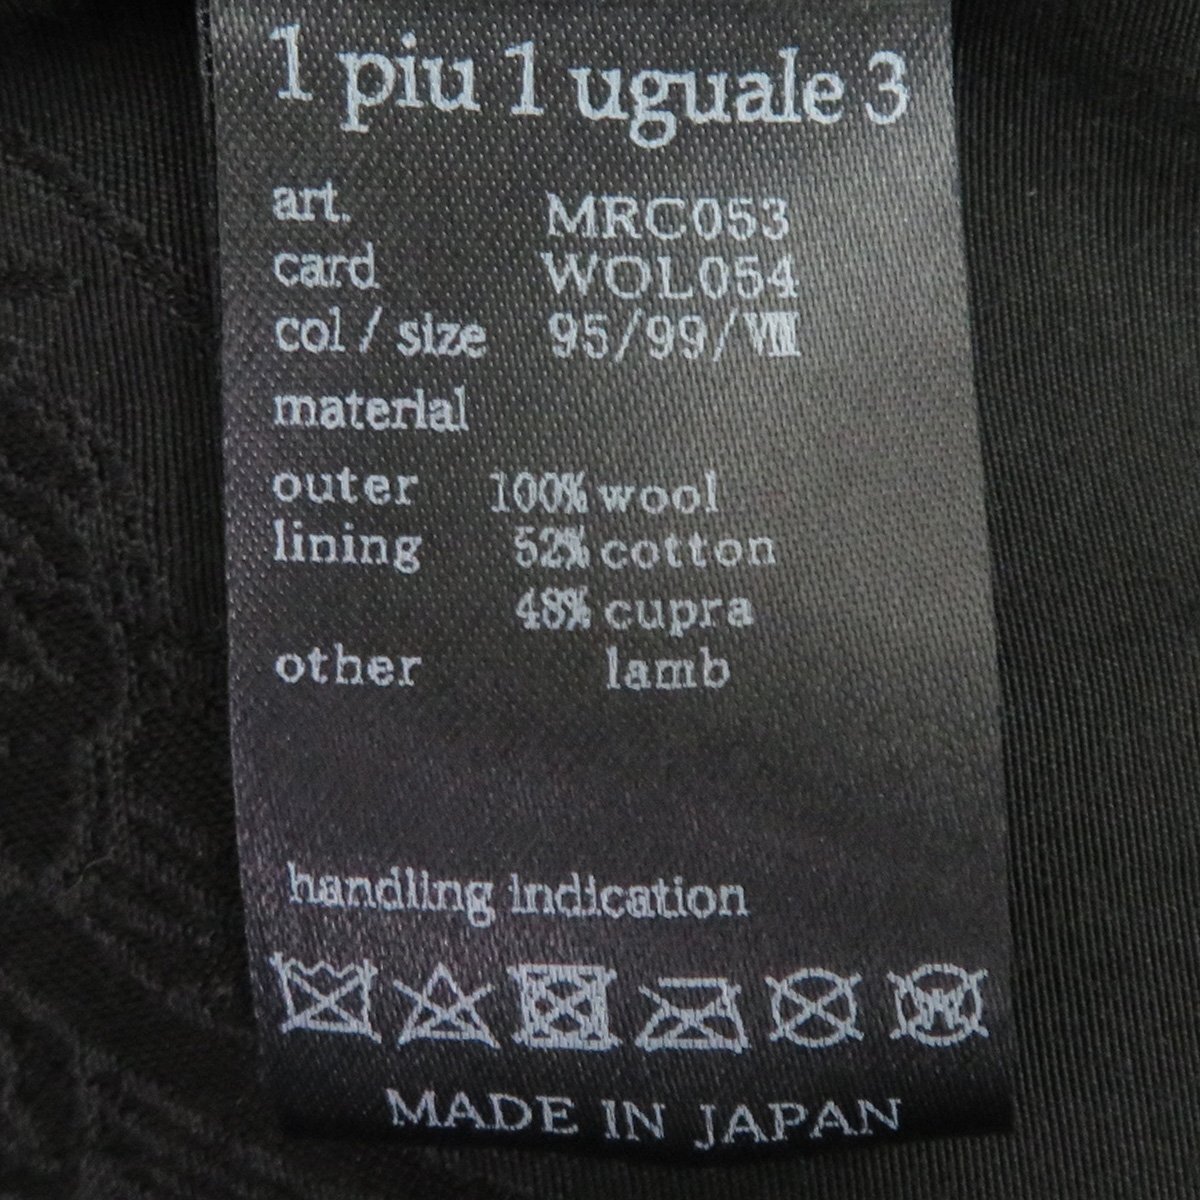 1 piu 1 uguale 3
art. MRC053
card WOL054
col / size 95/99/Ⅷ
material
outer 100% wool
lining 52% cotton
48% cupra
other lamb
handling indication
MADE IN JAPAN